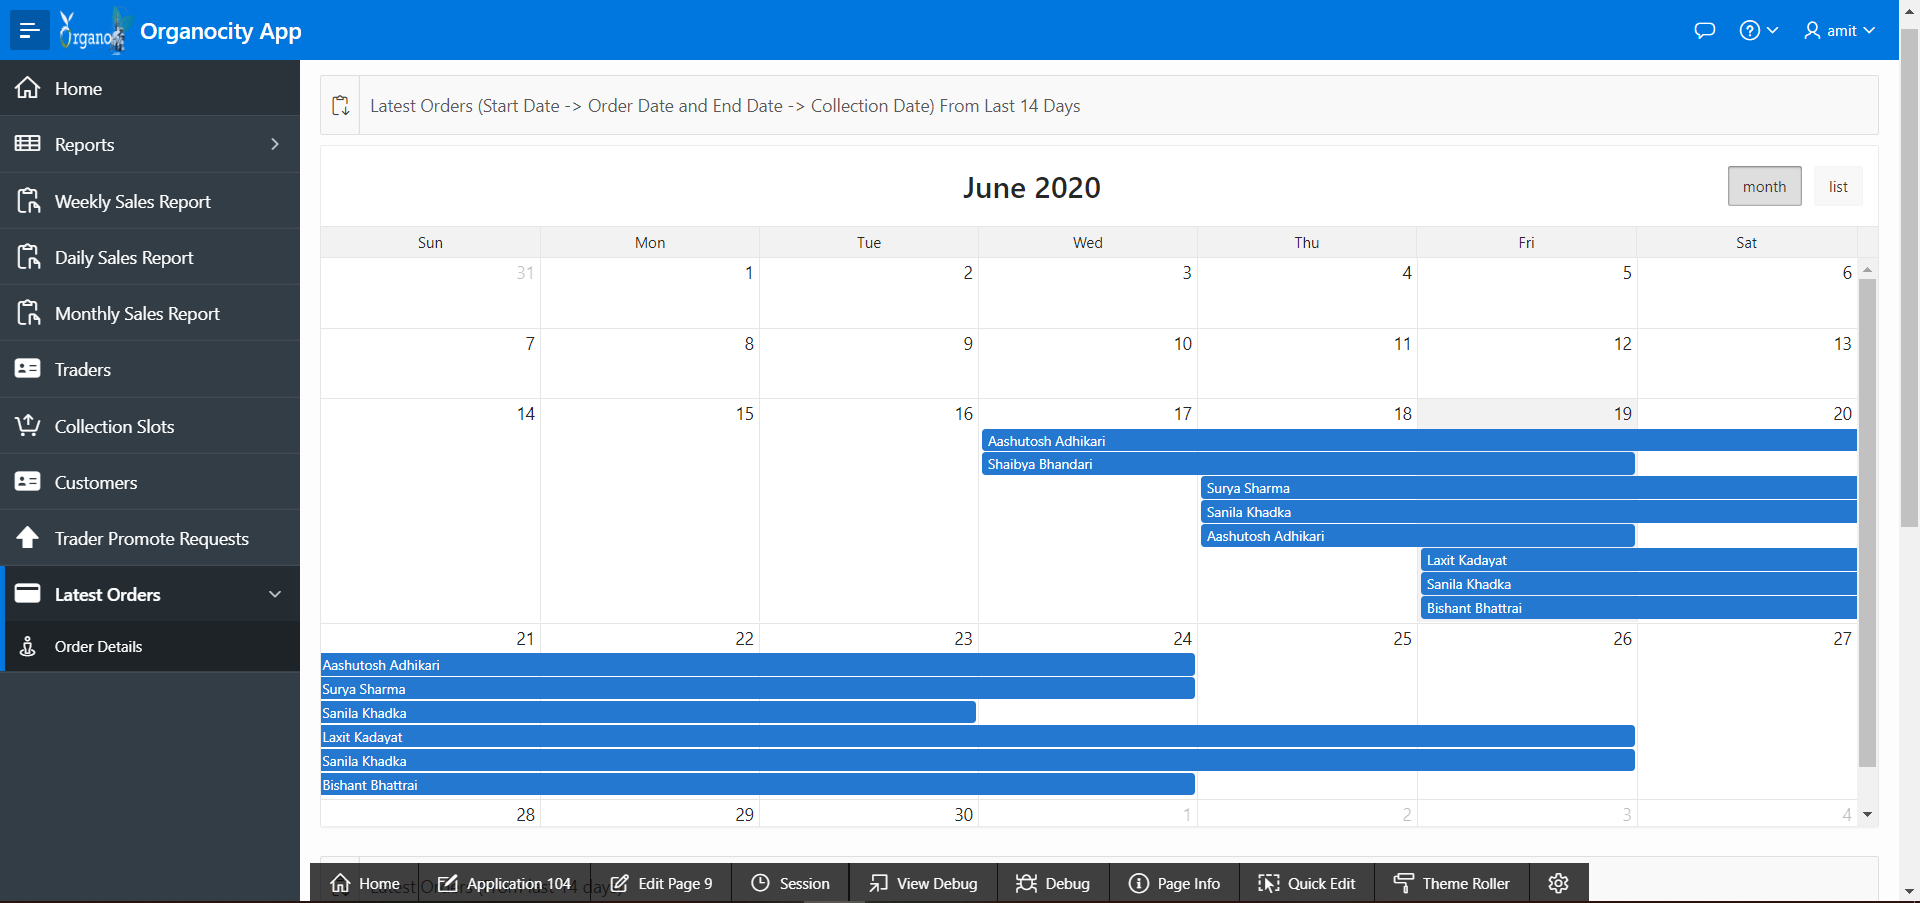 Organo
Organocity App
amit
Home
Reports
Weekly Sales Report
Daily Sales Report
Monthly Sales Report
Traders
Collection Slots
Customers
Trader Promote Requests
Latest Orders
Order Details
Latest Orders (Start Date -> Order Date and End Date -> Collection Date) From Last 14 Days
June 2020
month list
Sun Mon Tue Wed Thu Fri Sat
31 1 2 3 4 5 6
7 8 9 10 11 12 13
14 15 16 17 18 19 20
Aashutosh Adhikari
Shaibya Bhandari
Surya Sharma
Sanila Khadka
Aashutosh Adhikari
Laxit Kadayat
Sanila Khadka
Bishant Bhattrai
21 22 23 24 25 26 27
Aashutosh Adhikari
Surya Sharma
Sanila Khadka
Laxit Kadayat
Sanila Khadka
Bishant Bhattrai
28 29 30 1 2 3 4
Home Application 104 Edit Page 9 Session View Debug Debug Page Info Quick Edit Theme Roller